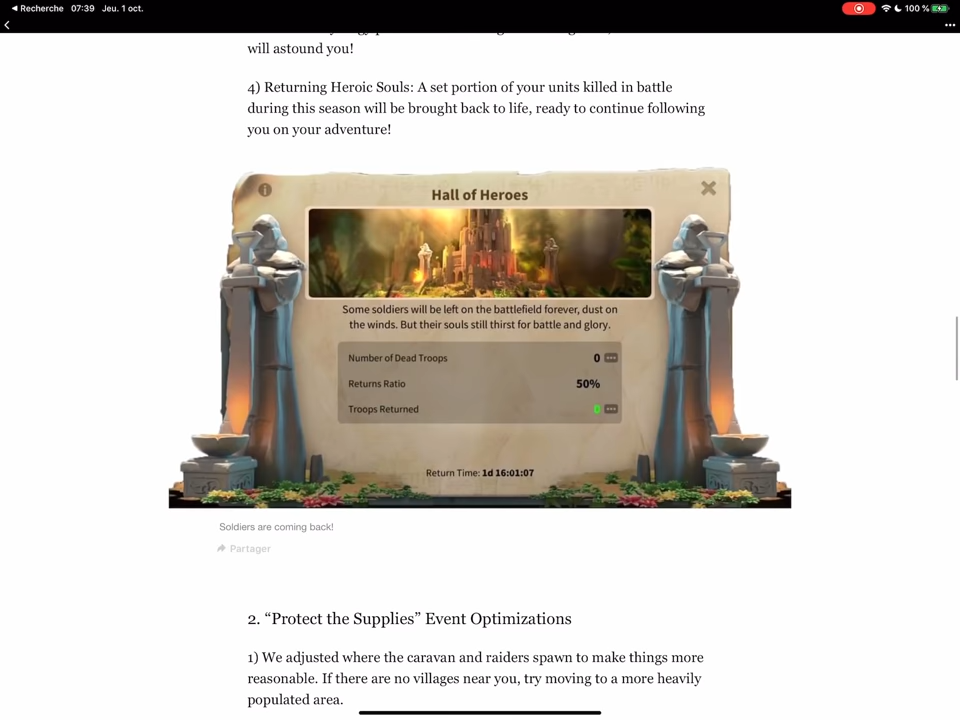 Recherche 07:39 Jeu. 1 oct. 100 %
will astound you!
4) Returning Heroic Souls: A set portion of your units killed in battle
during this season will be brought back to life, ready to continue following
you on your adventure!
Hall of Heroes
Some soldiers will be left on the battlefield forever, dust on
the winds. But their souls still thirst for battle and glory.
Number of Dead Troops 0
Returns Ratio 50%
Troops Returned 0
Return Time: 1d 16:01:07
Soldiers are coming back!
Partager
2. “Protect the Supplies” Event Optimizations
1) We adjusted where the caravan and raiders spawn to make things more
reasonable. If there are no villages near you, try moving to a more heavily
populated area.